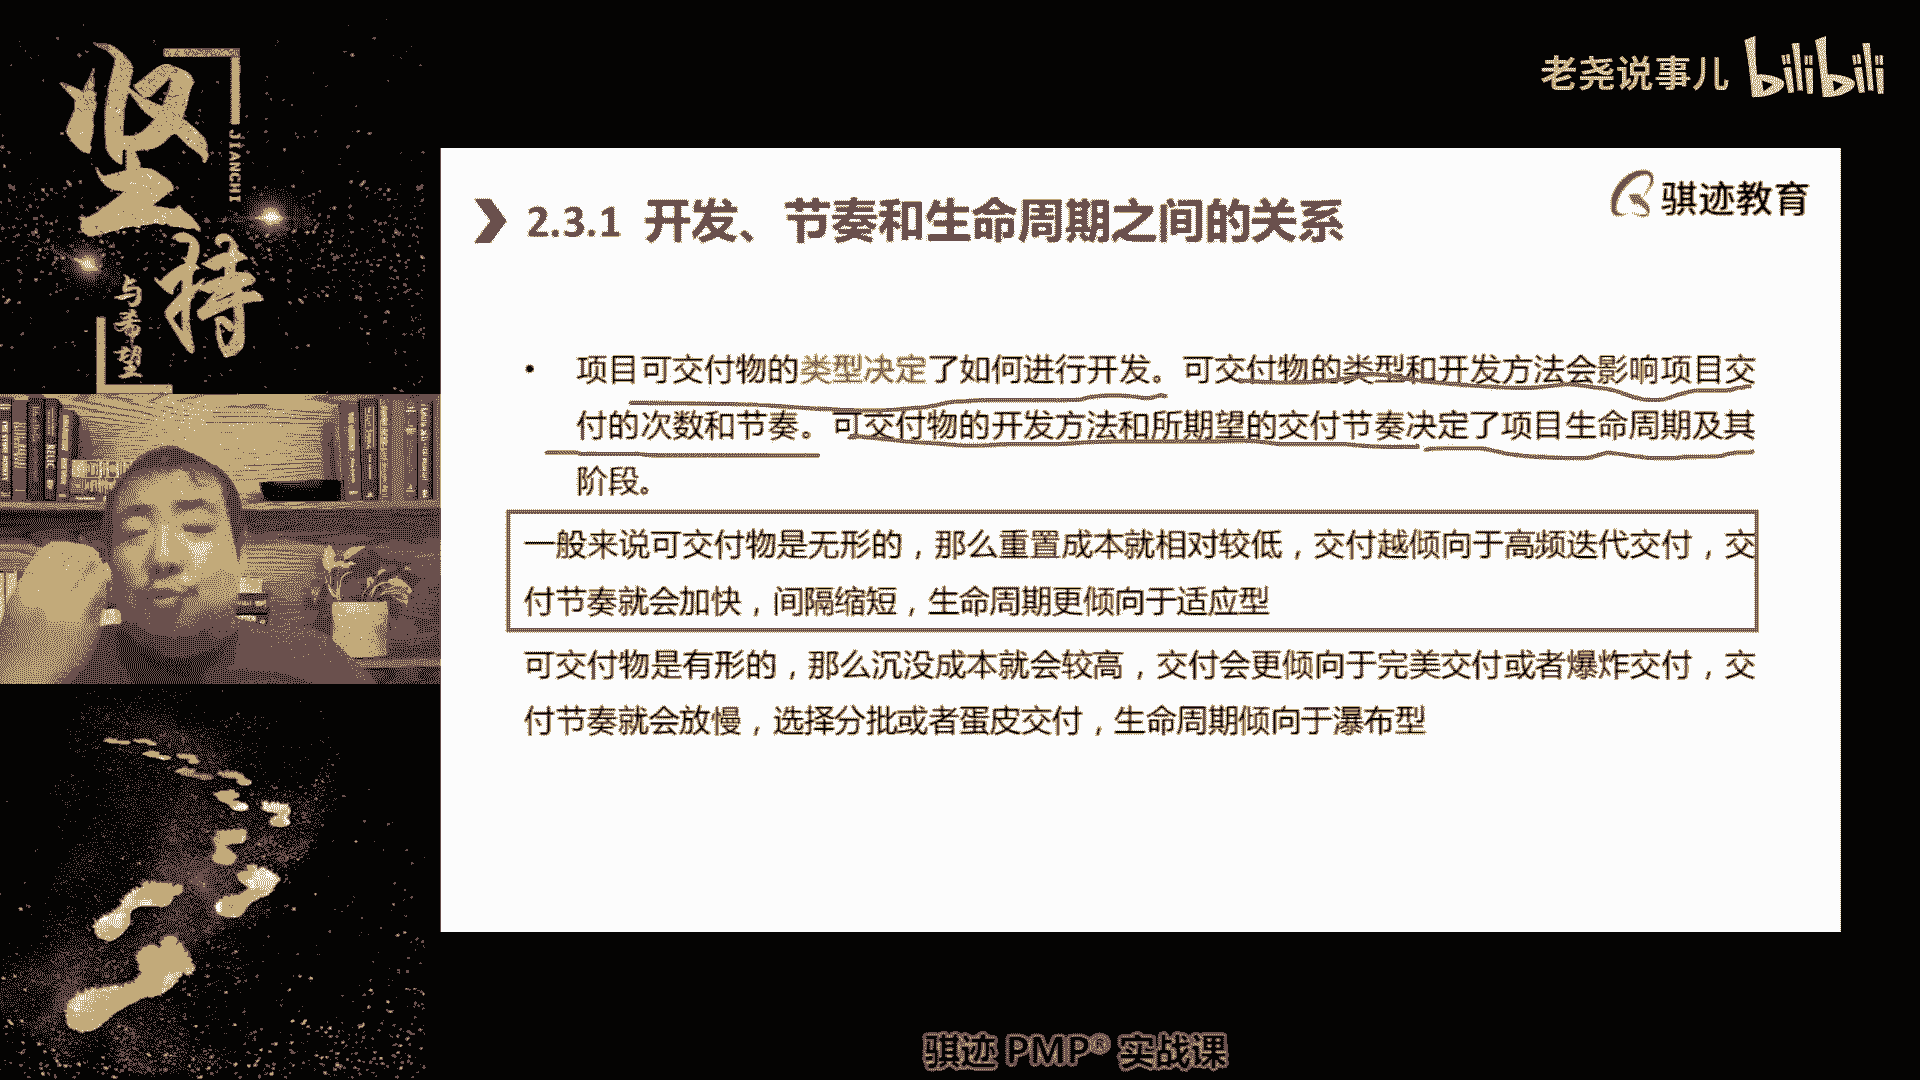 坚持
JIANCHI
与希望
老尧说事儿 bilibili
骐迹教育
2.3.1 开发、节奏和生命周期之间的关系
• 项目可交付物的类型决定了如何进行开发。可交付物的类型和开发方法会影响项目交
付的次数和节奏。可交付物的开发方法和所期望的交付节奏决定了项目生命周期及其
阶段。
一般来说可交付物是无形的，那么重置成本就相对较低，交付越倾向于高频迭代交付，交
付节奏就会加快，间隔缩短，生命周期更倾向于适应型
可交付物是有形的，那么沉没成本就会较高，交付会更倾向于完美交付或者爆炸交付，交
付节奏就会放慢，选择分批或者蛋皮交付，生命周期倾向于瀑布型
骐迹 PMP® 实战课